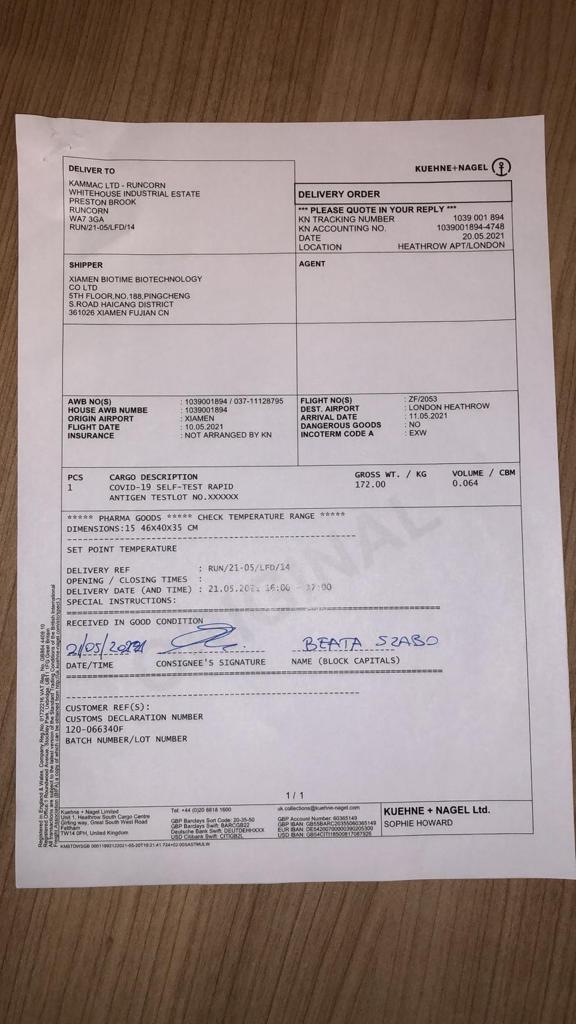 DELIVER TO
KAMMAC LTD - RUNCORN
WHITEHOUSE INDUSTRIAL ESTATE
PRESTON BROOK
RUNCORN
WA7 3GA
RUN/21-05/LFD/14
KUEHNE+NAGEL
DELIVERY ORDER
*** PLEASE QUOTE IN YOUR REPLY ***
KN TRACKING NUMBER 1039 001 894
KN ACCOUNTING NO. 1039001894-4748
DATE 20.05.2021
LOCATION HEATHROW APT/LONDON
SHIPPER
XIAMEN BIOTIME BIOTECHNOLOGY
CO LTD
5TH FLOOR,NO.188,PINGCHENG
S.ROAD HAICANG DISTRICT
361026 XIAMEN FUJIAN CN
AGENT
AWB NO(S) : 1039001894 / 037-11128795
HOUSE AWB NUMBE : 1039001894
ORIGIN AIRPORT : XIAMEN
FLIGHT DATE : 10.05.2021
INSURANCE : NOT ARRANGED BY KN
FLIGHT NO(S) : ZF/2053
DEST. AIRPORT : LONDON HEATHROW
ARRIVAL DATE : 11.05.2021
DANGEROUS GOODS : NO
INCOTERM CODE A : EXW
PCS CARGO DESCRIPTION GROSS WT. / KG VOLUME / CBM
1 COVID-19 SELF-TEST RAPID 172.00 0.064
ANTIGEN TESTLOT NO.XXXXXX
***** PHARMA GOODS ***** CHECK TEMPERATURE RANGE *****
DIMENSIONS:15 46X40X35 CM
SET POINT TEMPERATURE
DELIVERY REF : RUN/21-05/LFD/14
OPENING / CLOSING TIMES :
DELIVERY DATE (AND TIME) : 21.05.2021 16:00 - 17:00
SPECIAL INSTRUCTIONS:
RECEIVED IN GOOD CONDITION
21/05/2021 BEATA SZABO
DATE/TIME CONSIGNEE'S SIGNATURE NAME (BLOCK CAPITALS)
CUSTOMER REF(S):
CUSTOMS DECLARATION NUMBER
120-066340F
BATCH NUMBER/LOT NUMBER
1 / 1
Kuehne + Nagel Limited
Unit 1, Heathrow South Cargo Centre
Girling way, Great South West Road
Feltham
TW14 0PH, United Kingdom
Tel: +44 (0)20 8818 1600
GBP Barclays Sort Code: 20-35-50
GBP Barclays Swift: BARCGB22
Deutsche Bank Swift: DEUTDEHHXXX
USD Citibank Swift: CITIGB2L
uk.collections@kuehne-nagel.com
GBP Account Number: 60365149
GBP IBAN: GB55BARC20355060365149
KUEHNE + NAGEL Ltd.
SOPHIE HOWARD